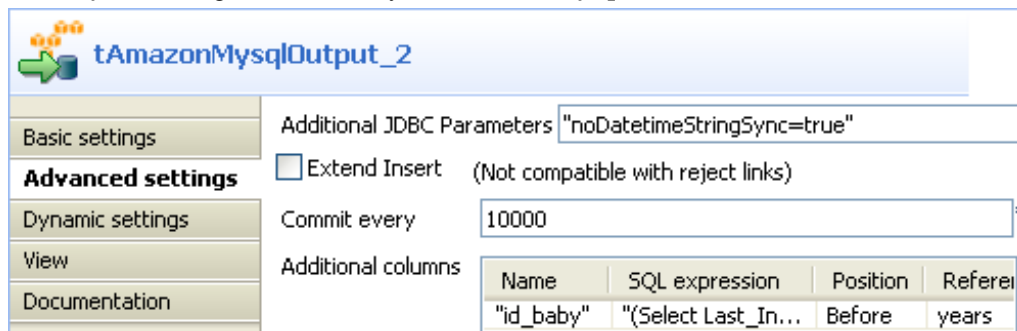 tAmazonMysqlOutput_2
Basic settings
Advanced settings
Dynamic settings
View
Documentation
Additional JDBC Parameters "noDatetimeStringSync=true"
Extend Insert (Not compatible with reject links)
Commit every 10000
Additional columns
Name SQL expression Position
"id_baby" "(Select Last_In... Before years